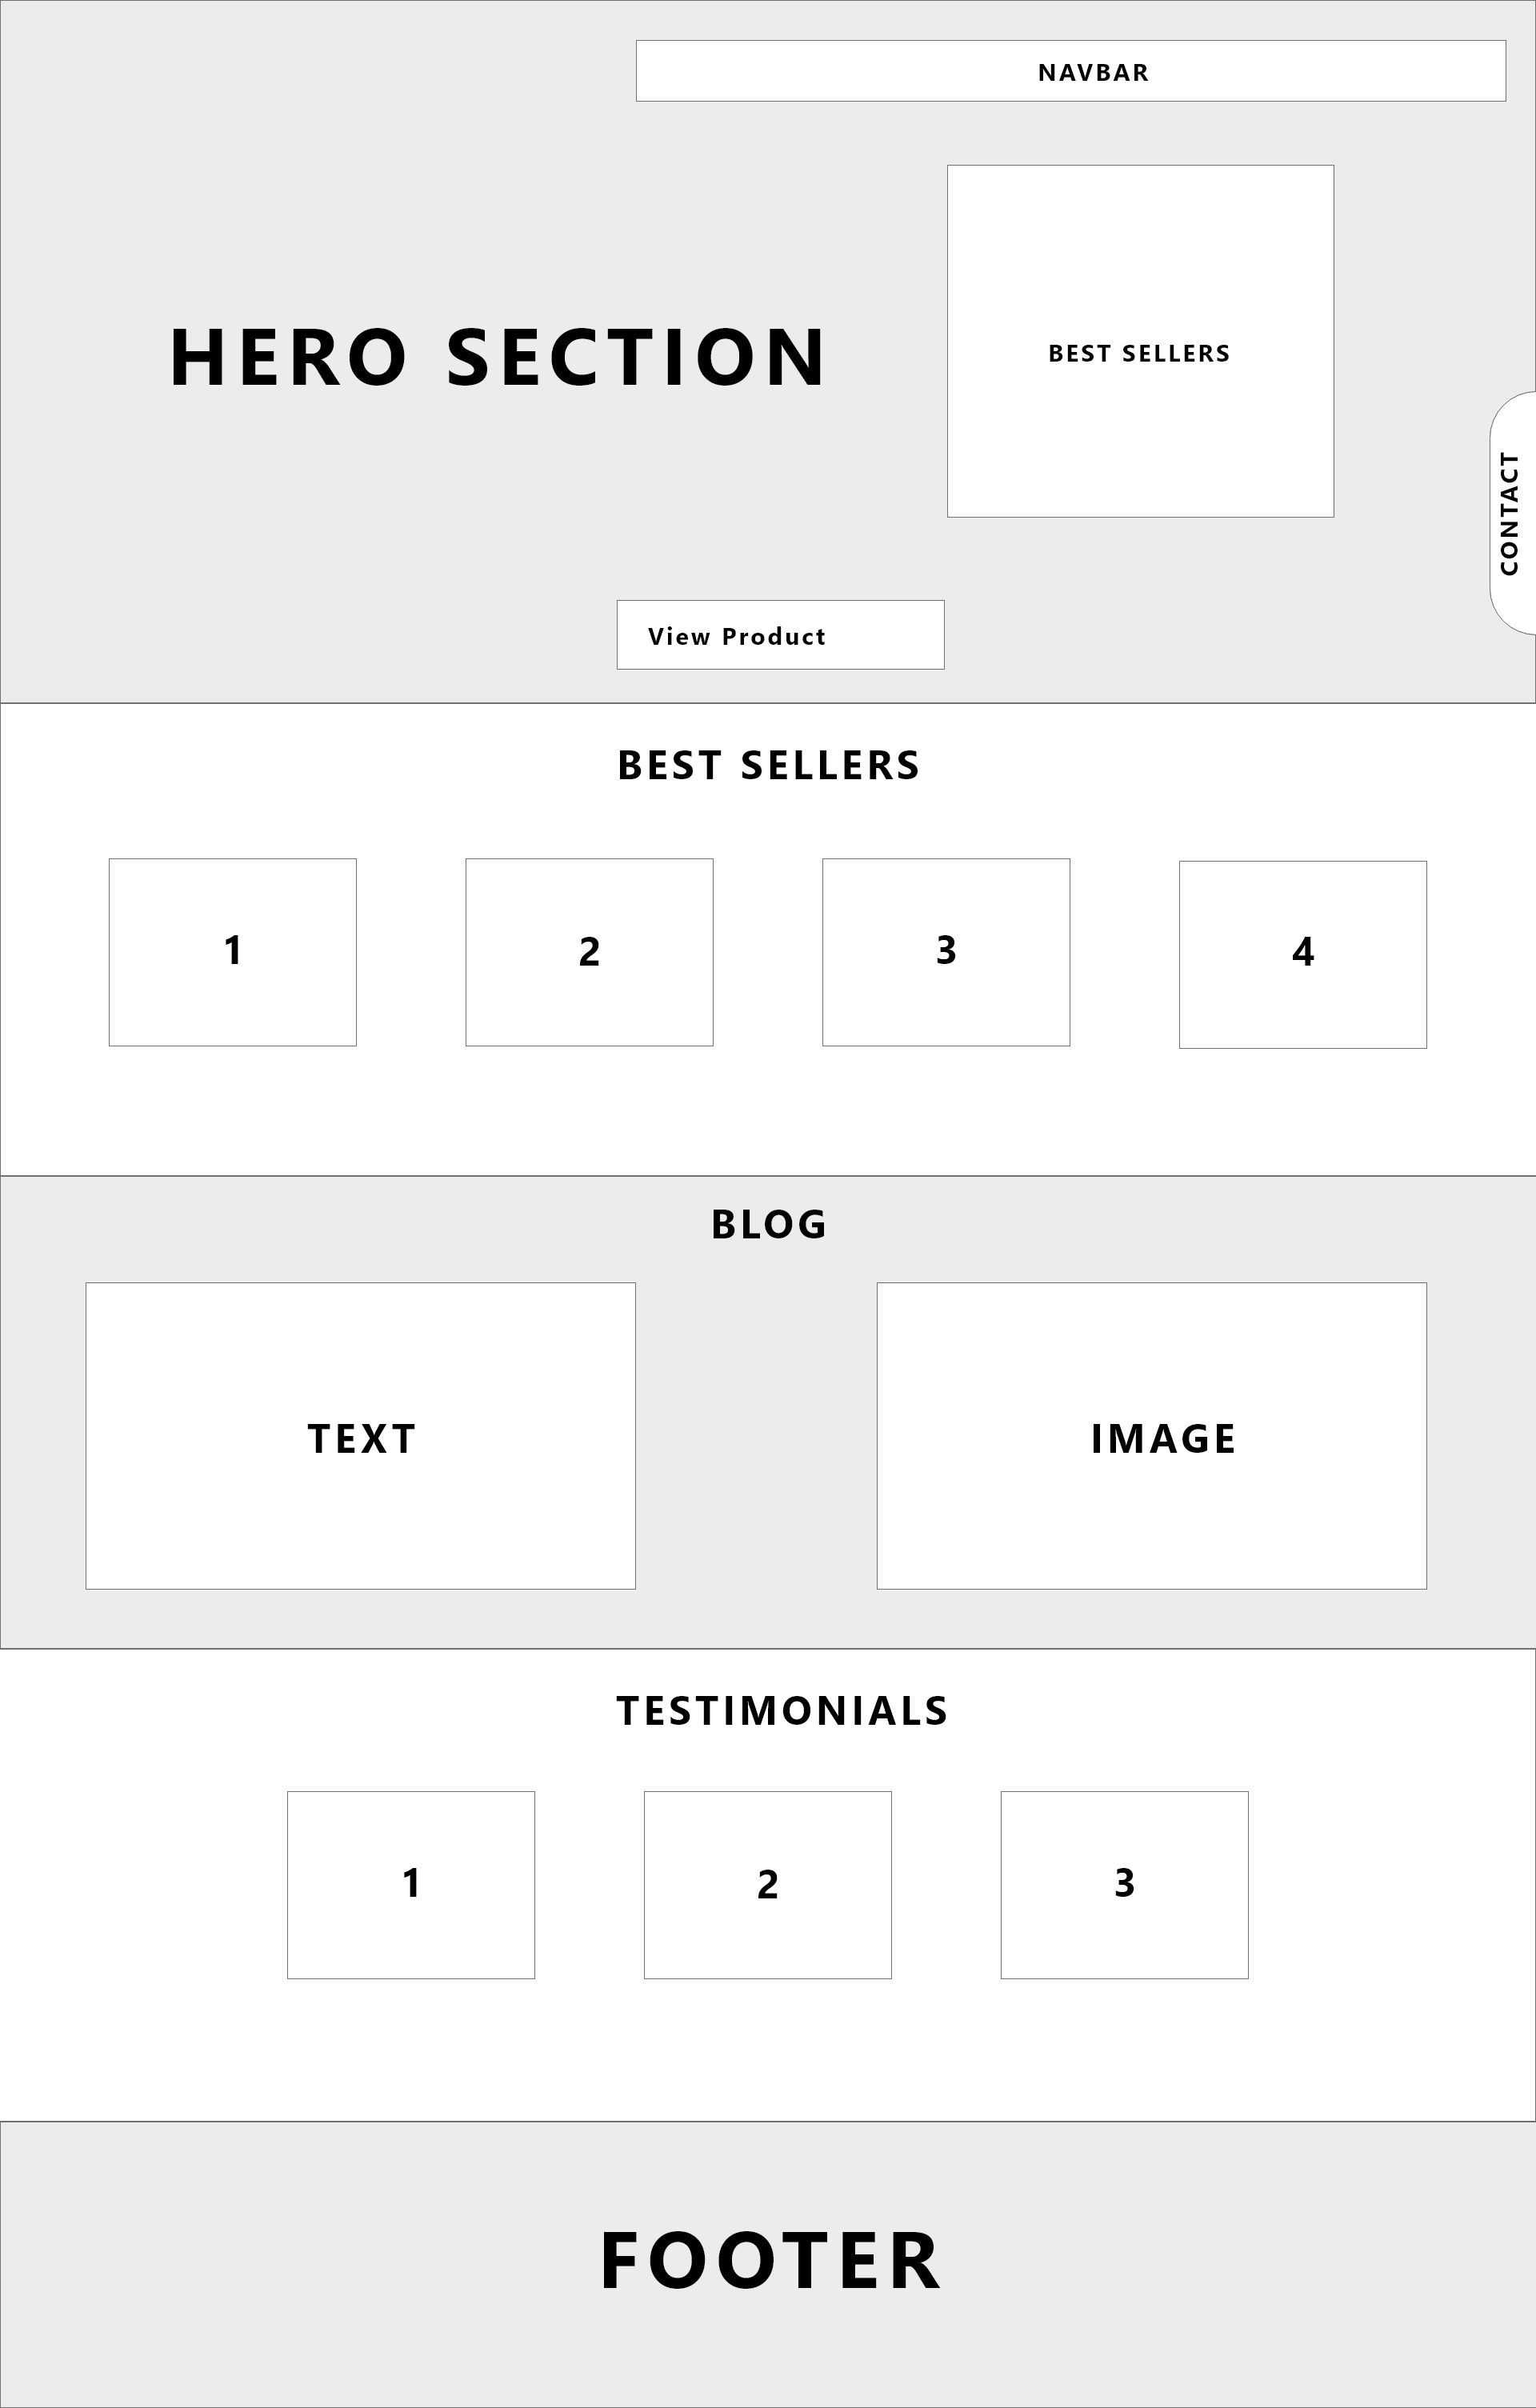 NAVBAR
HERO SECTION
BEST SELLERS
CONTACT
View Product
BEST SELLERS
1
2
3
4
BLOG
TEXT
IMAGE
TESTIMONIALS
1
2
3
FOOTER